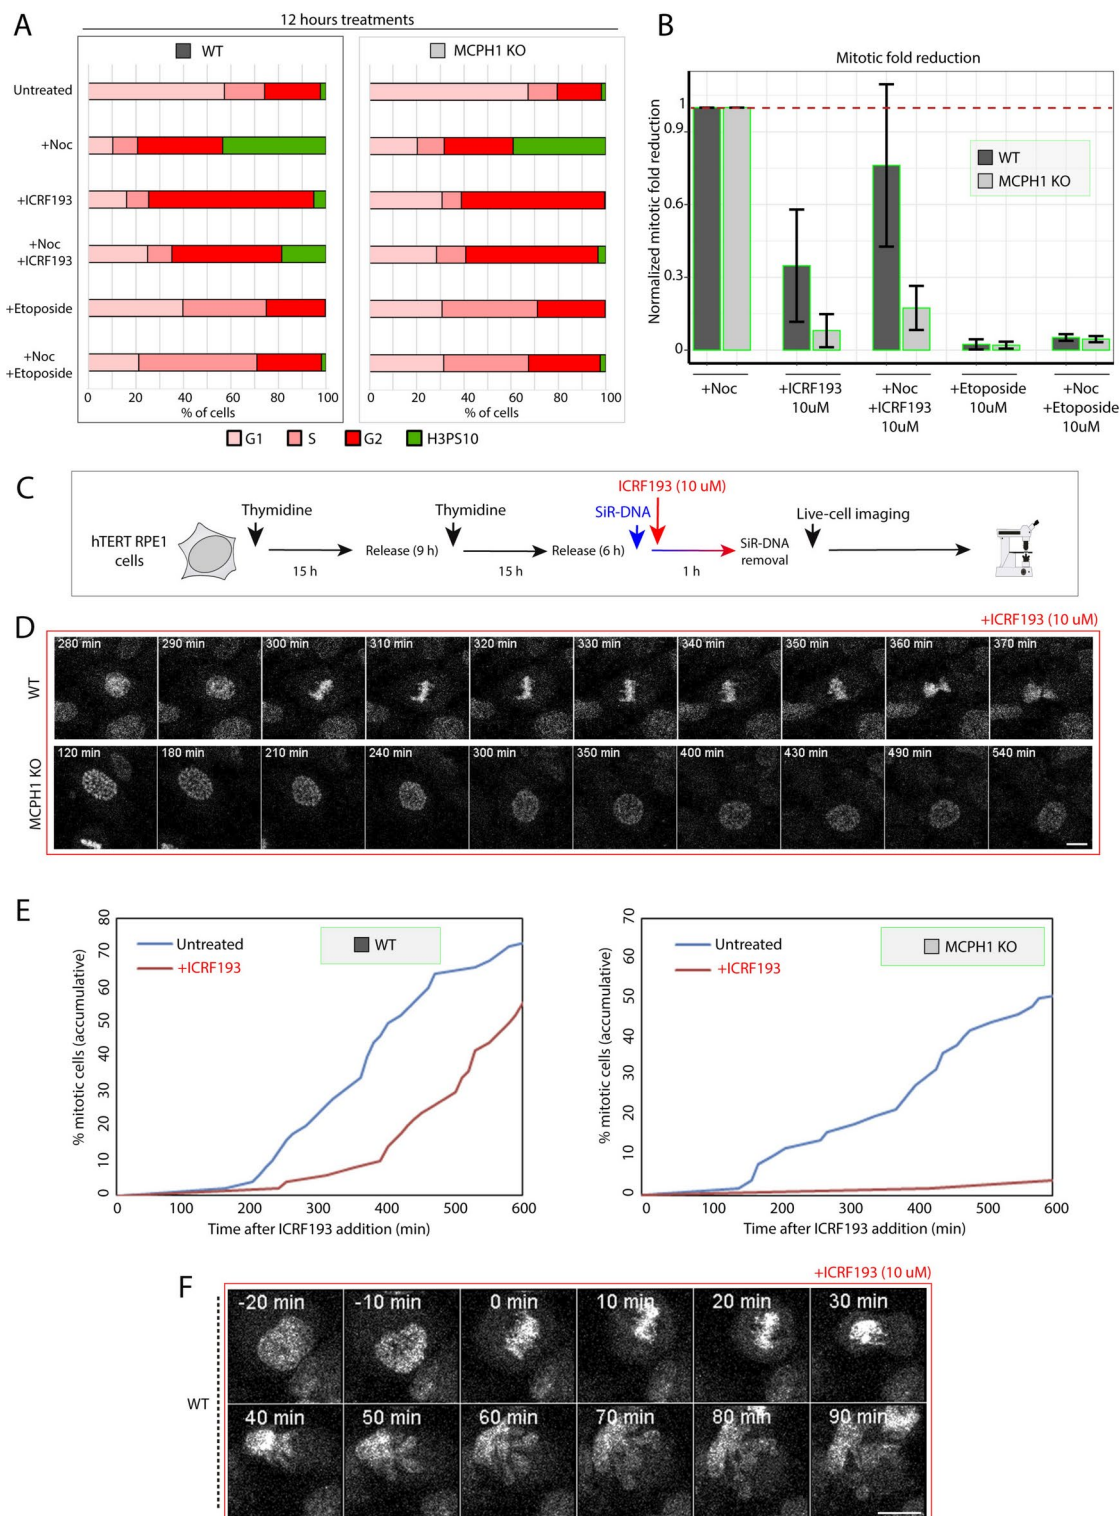 A
12 hours treatments
WT
MCPH1 KO
Untreated
+Noc
+ICRF193
+Noc
+ICRF193
+Etoposide
+Noc
+Etoposide
0 20 40 60 80 100
0 20 40 60 80 100
% of cells
% of cells
G1 S G2 H3PS10
B
Mitotic fold reduction
Normalized mitotic fold reduction
1
0.9
0.6
0.3
0
WT
MCPH1 KO
+Noc +ICRF193 +Noc +Etoposide +Noc
10uM +ICRF193 10uM +Etoposide
10uM 10uM
C
ICRF193 (10 uM)
Thymidine Thymidine SiR-DNA Live-cell imaging
hTERT RPE1
cells
Release (9 h) Release (6 h) SiR-DNA
removal
15 h 15 h 1 h
D
+ICRF193 (10 uM)
WT
280 min 290 min 300 min 310 min 320 min 330 min 340 min 350 min 360 min 370 min
MCPH1 KO
120 min 180 min 210 min 240 min 300 min 350 min 400 min 430 min 490 min 540 min
E
% mitotic cells (accumulative)
80
70
50
40
30
20
10
0
Untreated
+ICRF193
WT
0 100 200 300 400 500 600
Time after ICRF193 addition (min)
% mitotic cells (accumulative)
70
60
50
40
30
20
10
0
Untreated
+ICRF193
MCPH1 KO
0 100 200 300 400 500 600
Time after ICRF193 addition (min)
F
+ICRF193 (10 uM)
WT
-20 min -10 min 0 min 10 min 20 min 30 min
40 min 50 min 60 min 70 min 80 min 90 min